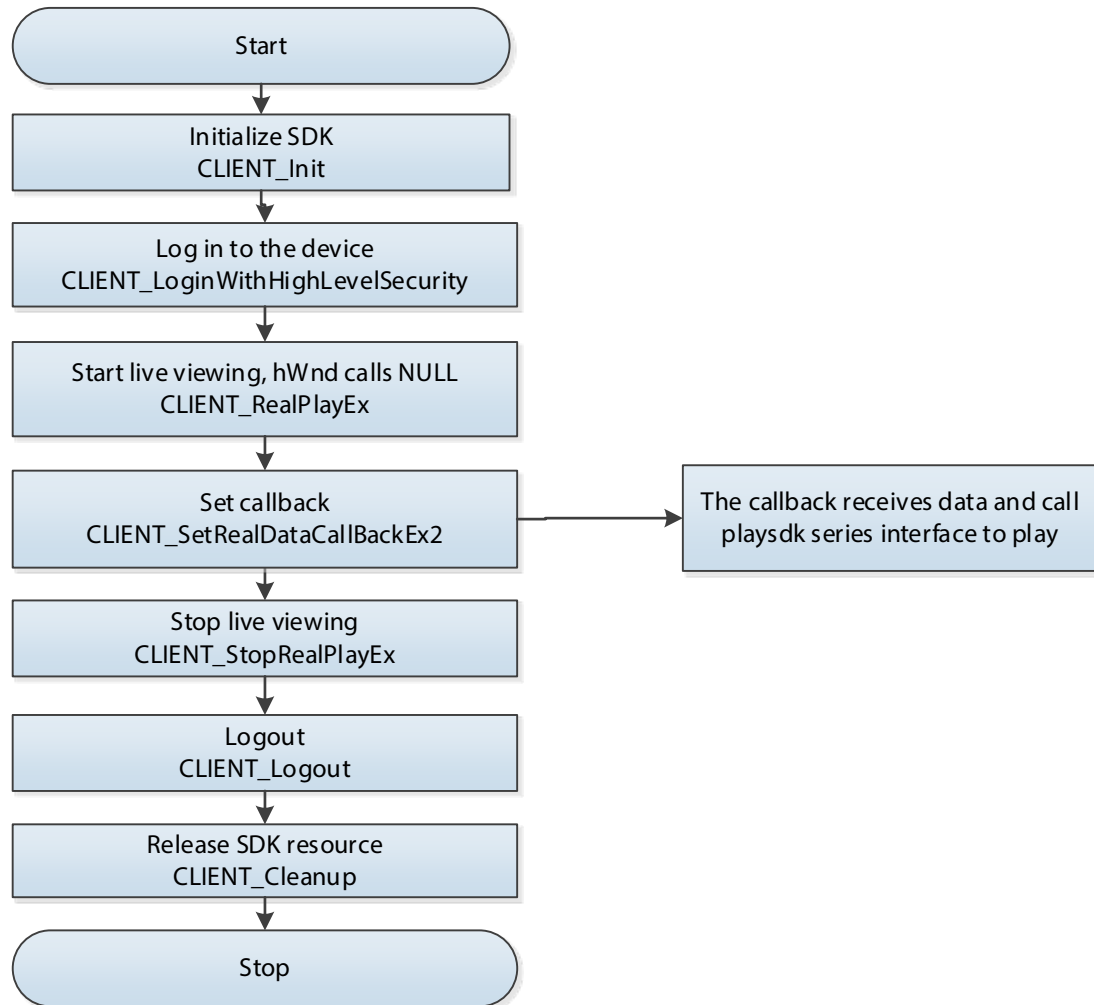 Start
Initialize SDK
CLIENT_Init
Log in to the device
CLIENT_LoginWithHighLevelSecurity
Start live viewing, hWnd calls NULL
CLIENT_RealPlayEx
Set callback
CLIENT_SetRealDataCallBackEx2
The callback receives data and call
playsdk series interface to play
Stop live viewing
CLIENT_StopRealPlayEx
Logout
CLIENT_Logout
Release SDK resource
CLIENT_Cleanup
Stop